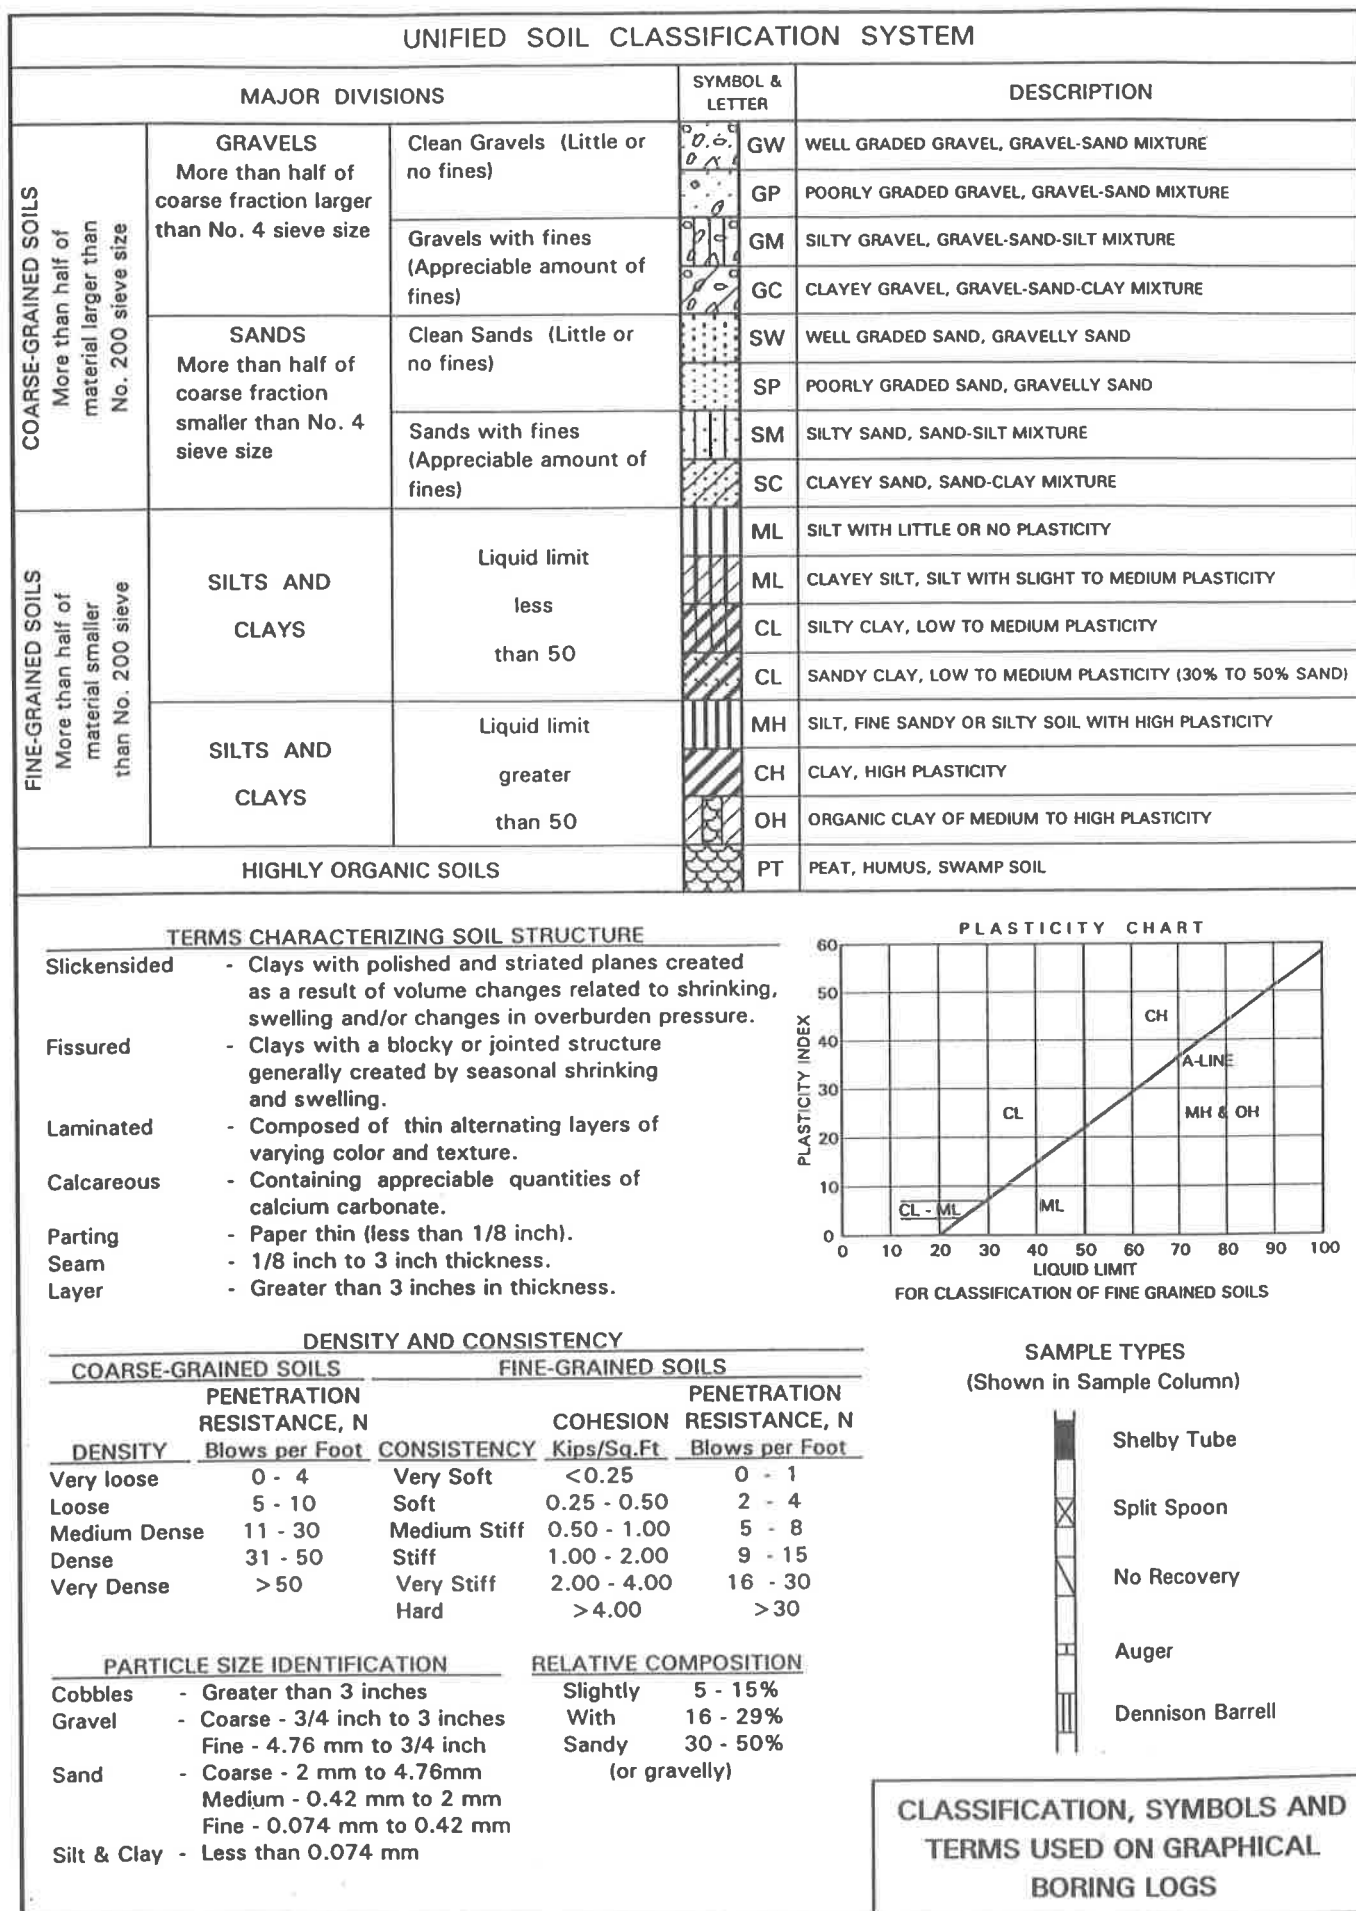 UNIFIED SOIL CLASSIFICATION SYSTEM
MAJOR DIVISIONS
SYMBOL &
LETTER
DESCRIPTION
COARSE-GRAINED SOILS
More than half of
material larger than
No. 200 sieve size
GRAVELS
More than half of
coarse fraction larger
than No. 4 sieve size
Clean Gravels (Little or
no fines)
GW WELL GRADED GRAVEL, GRAVEL-SAND MIXTURE
GP POORLY GRADED GRAVEL, GRAVEL-SAND MIXTURE
Gravels with fines
(Appreciable amount of
fines)
GM SILTY GRAVEL, GRAVEL-SAND-SILT MIXTURE
GC CLAYEY GRAVEL, GRAVEL-SAND-CLAY MIXTURE
SANDS
More than half of
coarse fraction
smaller than No. 4
sieve size
Clean Sands (Little or
no fines)
SW WELL GRADED SAND, GRAVELLY SAND
SP POORLY GRADED SAND, GRAVELLY SAND
Sands with fines
(Appreciable amount of
fines)
SM SILTY SAND, SAND-SILT MIXTURE
SC CLAYEY SAND, SAND-CLAY MIXTURE
FINE-GRAINED SOILS
More than half of
material smaller
than No. 200 sieve
SILTS AND
CLAYS
Liquid limit
less
than 50
ML SILT WITH LITTLE OR NO PLASTICITY
ML CLAYEY SILT, SILT WITH SLIGHT TO MEDIUM PLASTICITY
CL SILTY CLAY, LOW TO MEDIUM PLASTICITY
CL SANDY CLAY, LOW TO MEDIUM PLASTICITY (30% TO 50% SAND)
SILTS AND
CLAYS
Liquid limit
greater
than 50
MH SILT, FINE SANDY OR SILTY SOIL WITH HIGH PLASTICITY
CH CLAY, HIGH PLASTICITY
OH ORGANIC CLAY OF MEDIUM TO HIGH PLASTICITY
HIGHLY ORGANIC SOILS
PT PEAT, HUMUS, SWAMP SOIL
TERMS CHARACTERIZING SOIL STRUCTURE
Slickensided - Clays with polished and striated planes created
as a result of volume changes related to shrinking,
swelling and/or changes in overburden pressure.
Fissured - Clays with a blocky or jointed structure
generally created by seasonal shrinking
and swelling.
Laminated - Composed of thin alternating layers of
varying color and texture.
Calcareous - Containing appreciable quantities of
calcium carbonate.
Parting - Paper thin (less than 1/8 inch).
Seam - 1/8 inch to 3 inch thickness.
Layer - Greater than 3 inches in thickness.
PLASTICITY CHART
PLASTICITY INDEX
60
50
40
30
20
10
0
CH
A-LINE
CL
MH & OH
CL - ML
ML
0 10 20 30 40 50 60 70 80 90 100
LIQUID LIMIT
FOR CLASSIFICATION OF FINE GRAINED SOILS
DENSITY AND CONSISTENCY
COARSE-GRAINED SOILS FINE-GRAINED SOILS
PENETRATION PENETRATION
RESISTANCE, N COHESION RESISTANCE, N
DENSITY Blows per Foot CONSISTENCY Kips/Sq.Ft Blows per Foot
Very loose 0 - 4 Very Soft <0.25 0 - 1
Loose 5 - 10 Soft 0.25 - 0.50 2 - 4
Medium Dense 11 - 30 Medium Stiff 0.50 - 1.00 5 - 8
Dense 31 - 50 Stiff 1.00 - 2.00 9 - 15
Very Dense >50 Very Stiff 2.00 - 4.00 16 - 30
Hard >4.00 >30
SAMPLE TYPES
(Shown in Sample Column)
Shelby Tube
Split Spoon
No Recovery
Auger
Dennison Barrell
PARTICLE SIZE IDENTIFICATION
Cobbles - Greater than 3 inches
Gravel - Coarse - 3/4 inch to 3 inches
Fine - 4.76 mm to 3/4 inch
Sand - Coarse - 2 mm to 4.76mm
Medium - 0.42 mm to 2 mm
Fine - 0.074 mm to 0.42 mm
Silt & Clay - Less than 0.074 mm
RELATIVE COMPOSITION
Slightly 5 - 15%
With 16 - 29%
Sandy 30 - 50%
(or gravelly)
CLASSIFICATION, SYMBOLS AND
TERMS USED ON GRAPHICAL
BORING LOGS